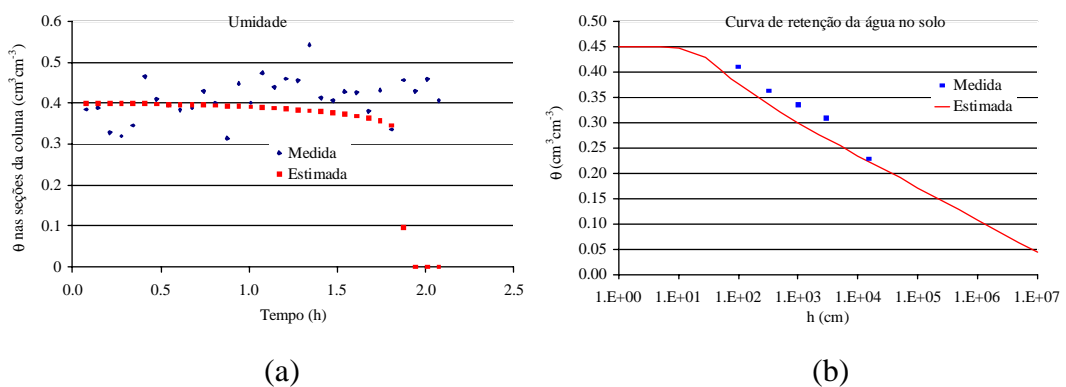 Umidade
θ nas seções da coluna (cm³ cm⁻³)
0.6
0.5
0.4
0.3
0.2
0.1
0
Medida
Estimada
0.0 0.5 1.0 1.5 2.0 2.5
Tempo (h)
(a)
Curva de retenção da água no solo
θ (cm³cm⁻³)
0.50
0.45
0.40
0.35
0.30
0.25
0.20
0.15
0.10
0.05
0.00
Medida
Estimada
1.E+00 1.E+01 1.E+02 1.E+03 1.E+04 1.E+05 1.E+06 1.E+07
h (cm)
(b)